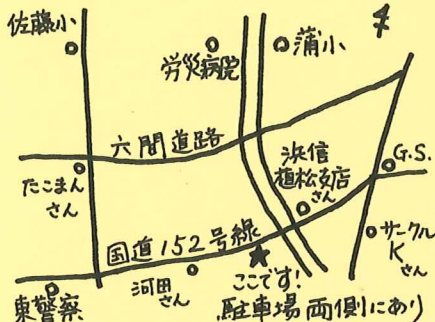 佐藤小
労災病院
蒲小
六間道路
たこまん
さん
浜信
植松支店
さん
G.S.
国道152号線
サークル
K
さん
東警察
河田
さん
ここです!
駐車場両側にあり